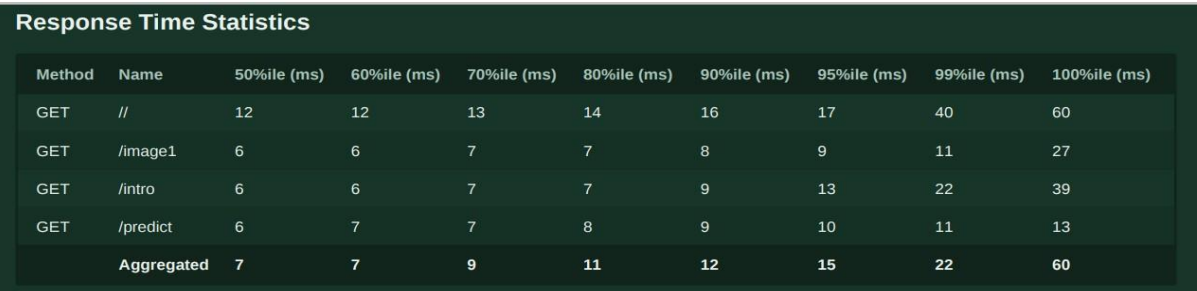 Response Time Statistics
Method Name 50%ile (ms) 60%ile (ms) 70%ile (ms) 80%ile (ms) 90%ile (ms) 95%ile (ms) 99%ile (ms) 100%ile (ms)
GET // 12 12 13 14 16 17 40 60
GET /image1 6 6 7 7 8 9 11 27
GET /intro 6 6 7 7 9 13 22 39
GET /predict 6 7 7 8 9 10 11 13
Aggregated 7 7 9 11 12 15 22 60